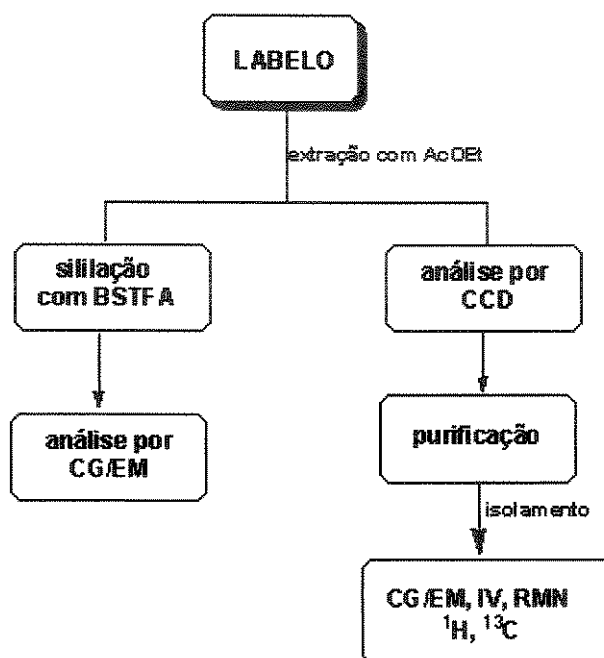 LABELO
extração com AcOEt
sililação
com BSTFA
análise por
CCD
análise por
CG/EM
purificação
isolamento
CG/EM, IV, RMN
¹H, ¹³C